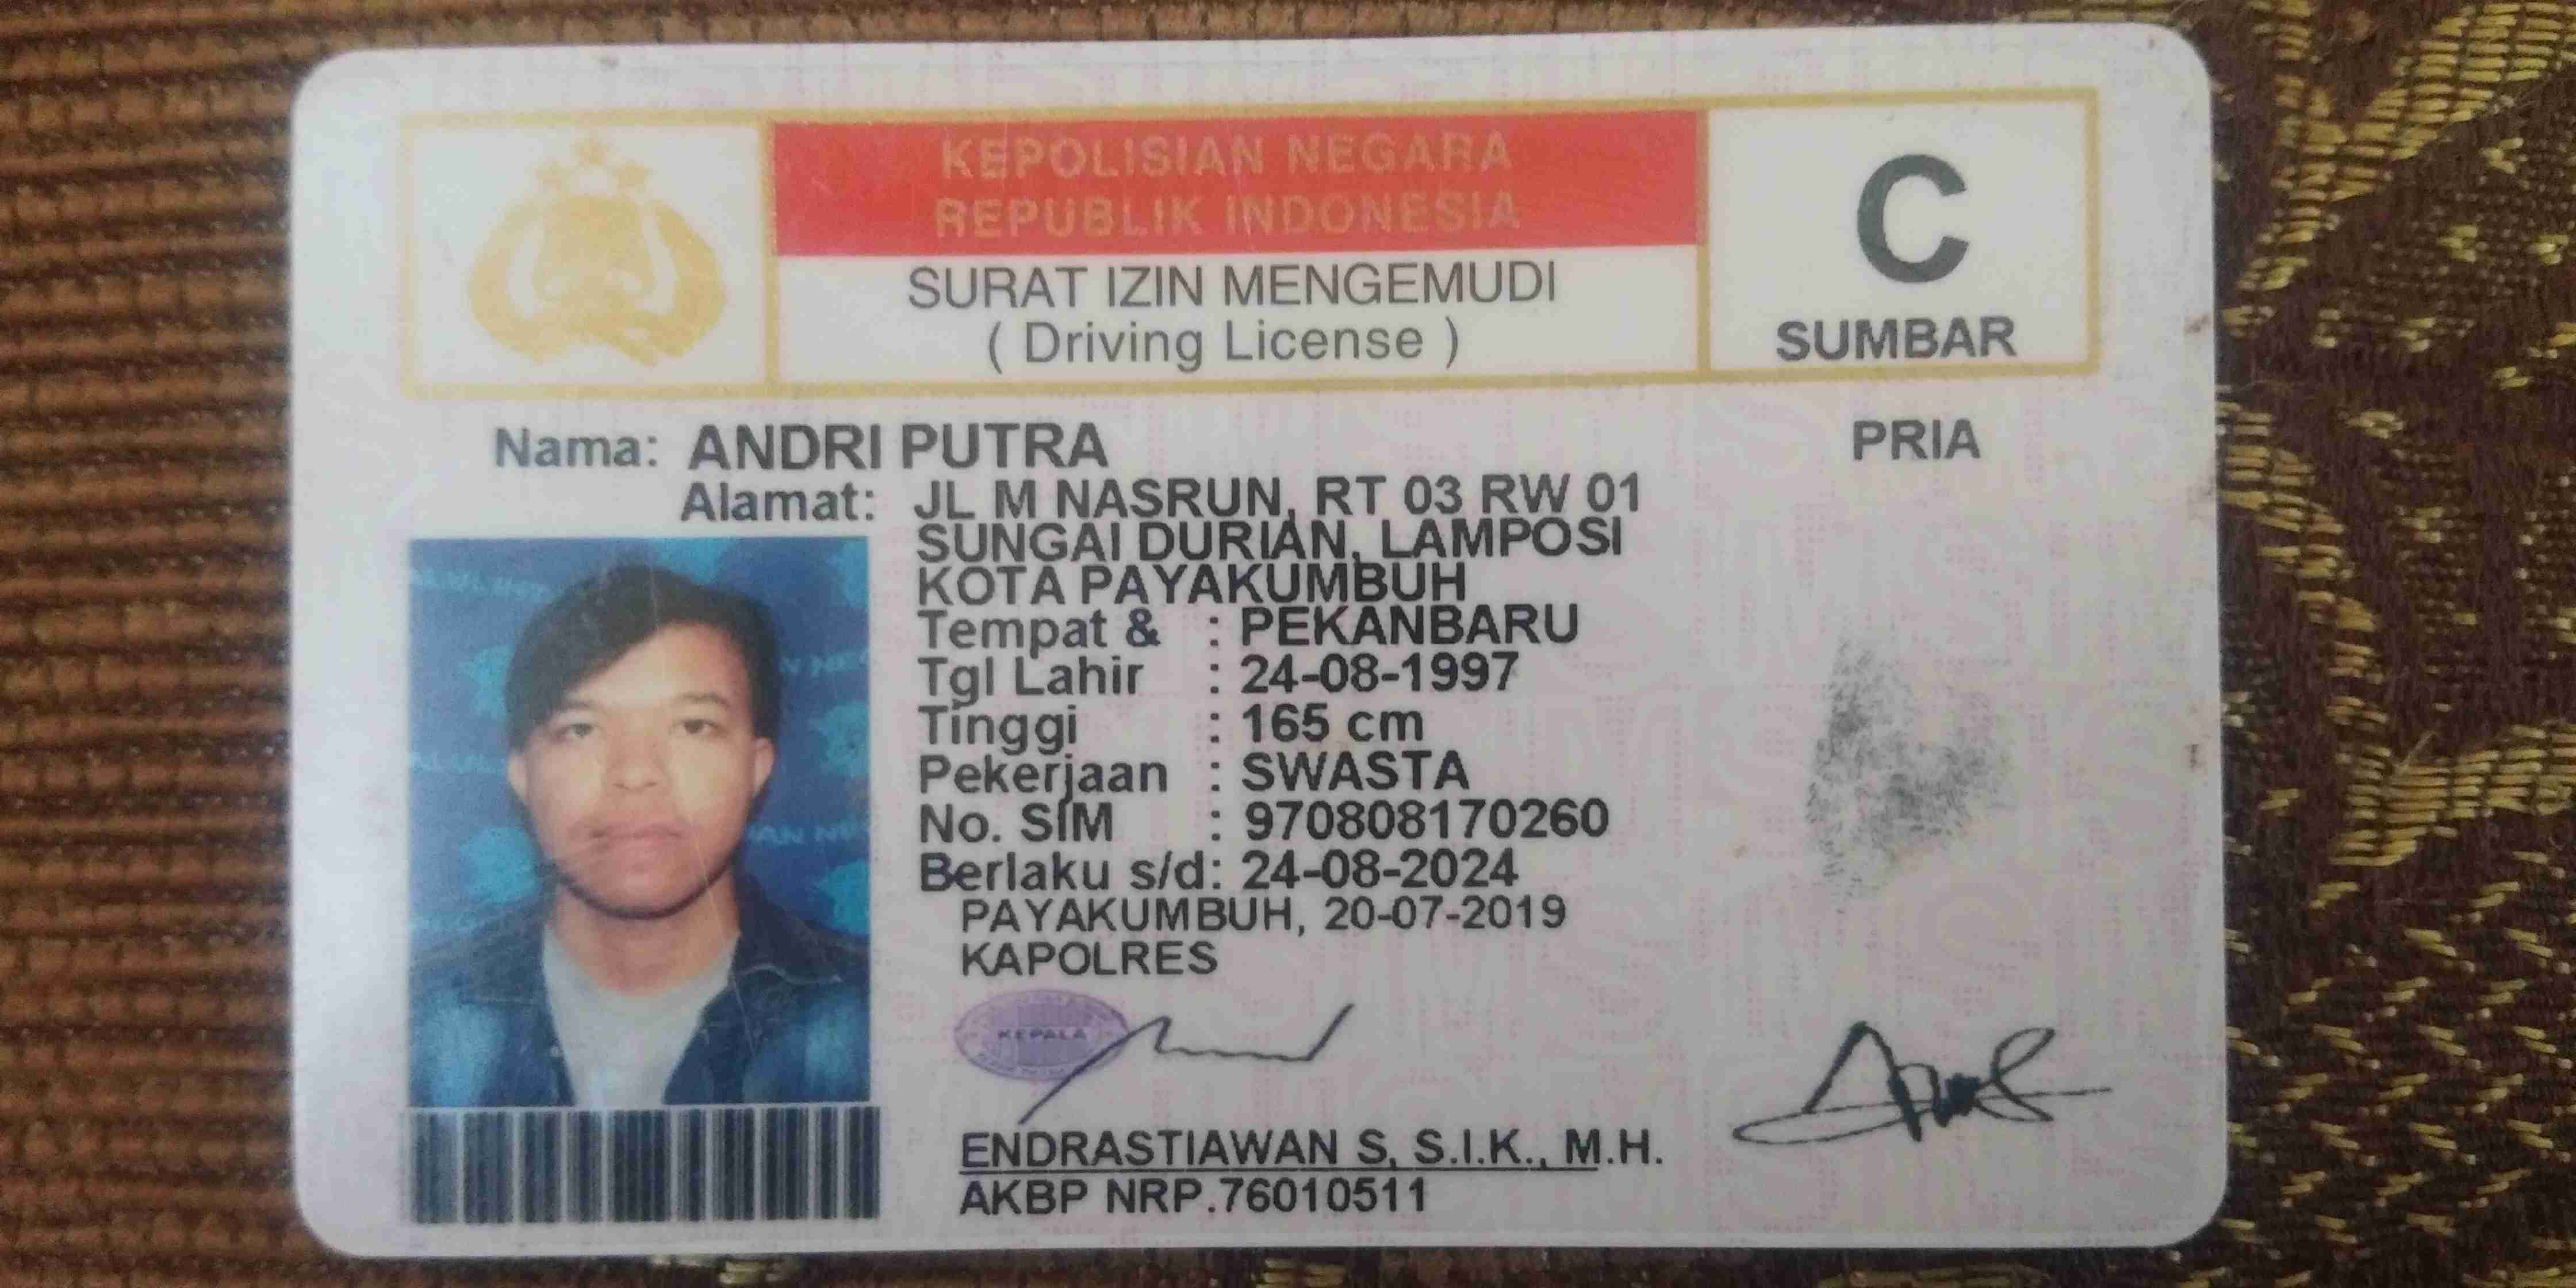 KEPOLISIAN NEGARA
REPUBLIK INDONESIA
SURAT IZIN MENGEMUDI
( Driving License )
C
SUMBAR
Nama: ANDRI PUTRA
PRIA
Alamat: JL M NASRUN, RT 03 RW 01
SUNGAI DURIAN, LAMPOSI
KOTA PAYAKUMBUH
Tempat & : PEKANBARU
Tgl Lahir : 24-08-1997
Tinggi : 165 cm
Pekerjaan : SWASTA
No. SIM : 970808170260
Berlaku s/d: 24-08-2024
PAYAKUMBUH, 20-07-2019
KAPOLRES
KEPALA
ENDRASTIAWAN S, S.I.K., M.H.
AKBP NRP.76010511